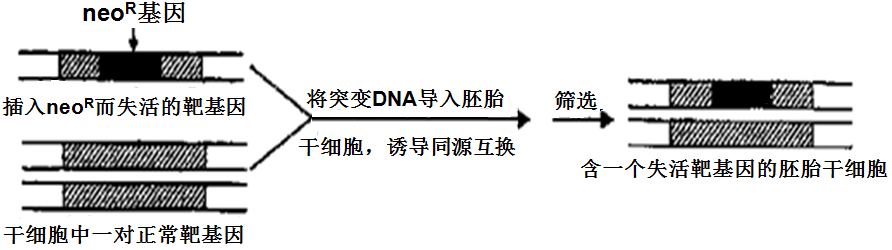 neoR基因
插入neoR而失活的靶基因
将突变DNA导入胚胎
干细胞,诱导同源互换
筛选
干细胞中一对正常靶基因
含一个失活靶基因的胚胎干细胞